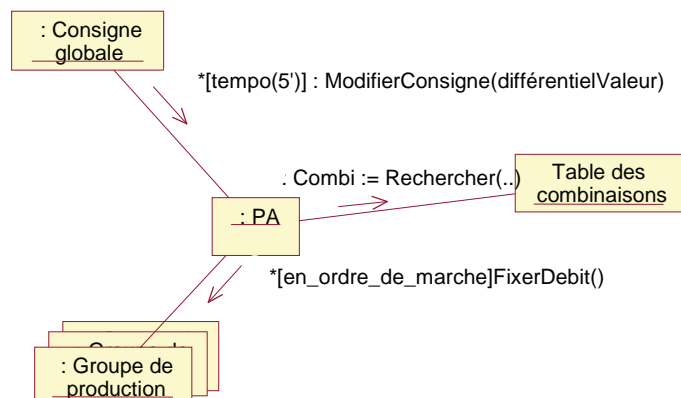 : Consigne
globale
*[tempo(5')] : ModifierConsigne(différentielValeur)
. Combi := Rechercher(..)
Table des
combinaisons
: PA
*[en_ordre_de_marche]FixerDebit()
: Groupe de
production